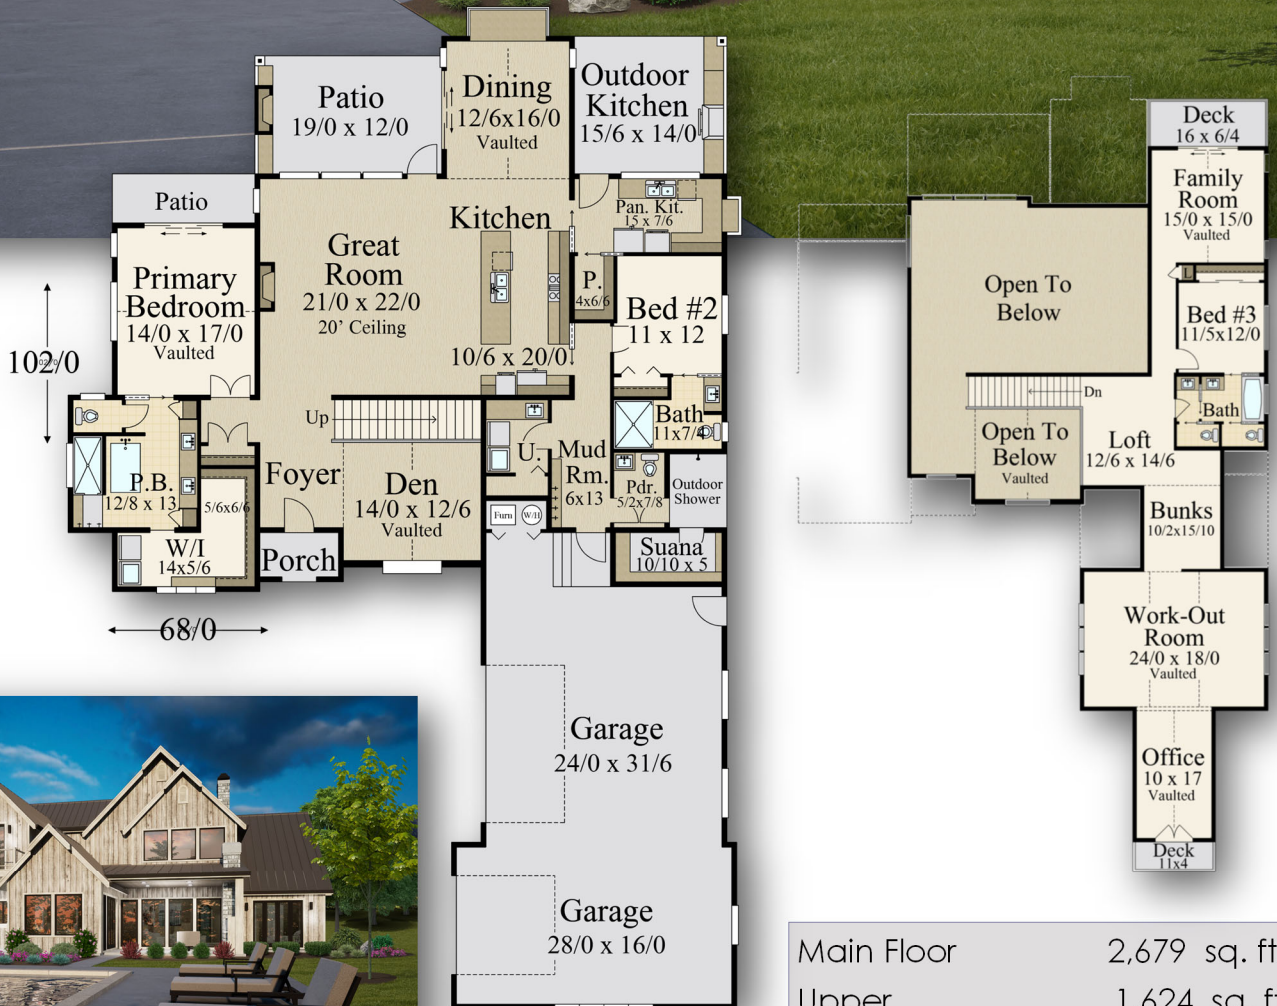 Patio
19/0 x 12/0
Dining
12/6x16/0
Vaulted
Outdoor
Kitchen
15/6 x 14/0
Patio
Kitchen
Pan. Kit.
15 x 7/6
Great
Room
21/0 x 22/0
20' Ceiling
Primary
Bedroom
14/0 x 17/0
Vaulted
P.
4x6/6
Bed #2
11 x 12
10/6 x 20/0
102/0
Up
Bath
11x7/4
U.
Mud
Rm.
6x13
Foyer
Den
14/0 x 12/6
Vaulted
P.B.
12/8 x 13
5/6x6/6
Pdr.
5/2x7/8
Outdoor
Shower
Furn
W/H
W/I
14x5/6
Porch
Suana
10/10 x 5
68/0
Garage
24/0 x 31/6
Garage
28/0 x 16/0
Deck
16 x 6/4
Family
Room
15/0 x 15/0
Vaulted
L
Open To
Below
Bed #3
11/5x12/0
Dn
Bath
Open To
Below
Vaulted
Loft
12/6 x 14/6
Bunks
10/2x15/10
Work-Out
Room
24/0 x 18/0
Vaulted
Office
10 x 17
Vaulted
Deck
11x4
Main Floor 2,679 sq. ft
Upper 1,624 sq. f